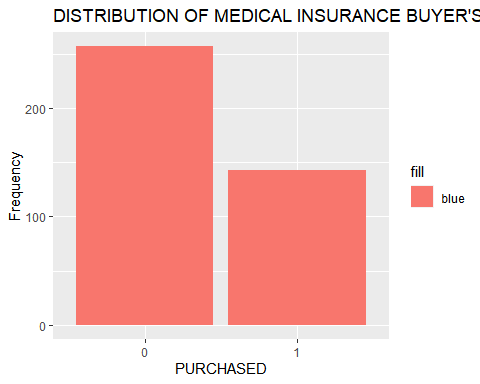 DISTRIBUTION OF MEDICAL INSURANCE BUYER'S
Frequency
200
100
0
0 1
PURCHASED
fill
blue